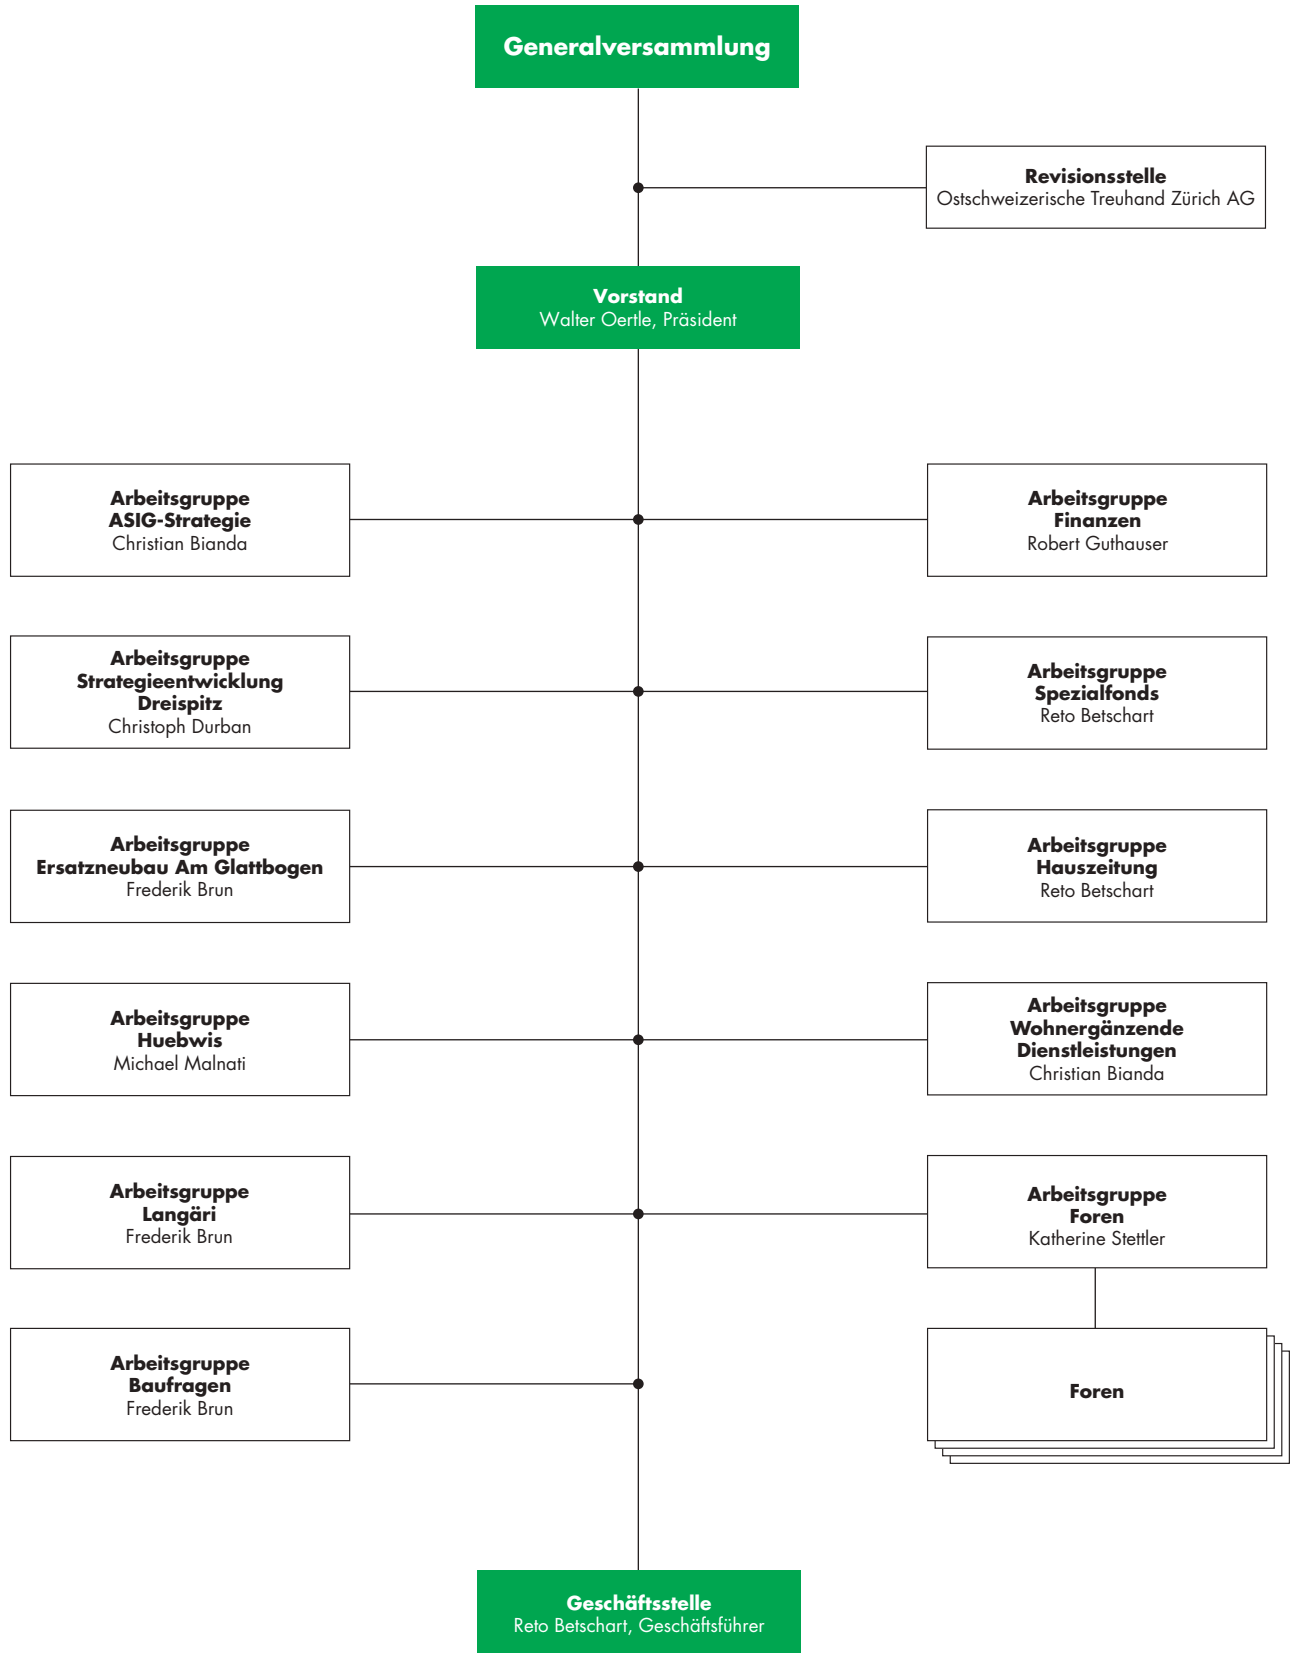 Generalversammlung
Revisionsstelle
Ostschweizerische Treuhand Zürich AG
Vorstand
Walter Oertle, Präsident
Arbeitsgruppe
ASIG-Strategie
Christian Bianda
Arbeitsgruppe
Finanzen
Robert Guthauser
Arbeitsgruppe
Strategieentwicklung
Dreispitz
Christoph Durban
Arbeitsgruppe
Spezialfonds
Reto Betschart
Arbeitsgruppe
Ersatzneubau Am Glattbogen
Frederik Brun
Arbeitsgruppe
Hauszeitung
Reto Betschart
Arbeitsgruppe
Huebwis
Michael Malnati
Arbeitsgruppe
Wohnergänzende
Dienstleistungen
Christian Bianda
Arbeitsgruppe
Langäri
Frederik Brun
Arbeitsgruppe
Foren
Katherine Stettler
Arbeitsgruppe
Baufragen
Frederik Brun
Foren
Geschäftsstelle
Reto Betschart, Geschäftsführer